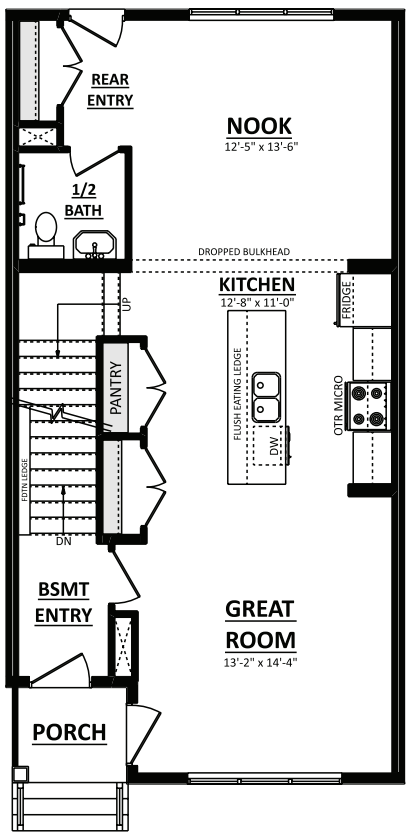 REAR
ENTRY
NOOK
12'-5" x 13'-6"
1/2
BATH
DROPPED BULKHEAD
KITCHEN
12'-8" x 11'-0"
FRIDGE
UP
PANTRY
FLUSH EATING LEDGE
OTR MICRO
DW
FDTN LEDGE
DN
BSMT
ENTRY
GREAT
ROOM
13'-2" x 14'-4"
PORCH